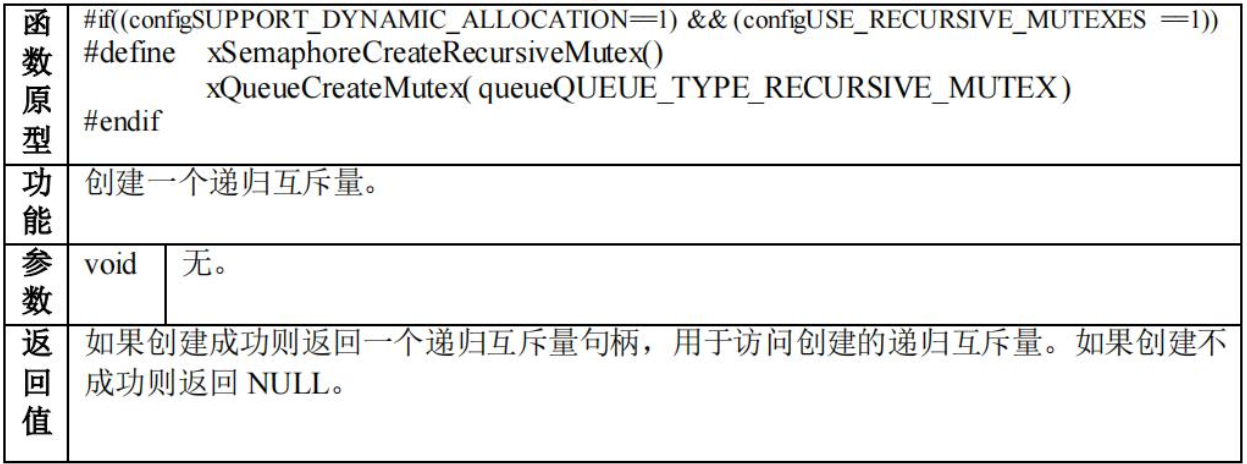 函数原型
#if((configSUPPORT_DYNAMIC_ALLOCATION==1) && (configUSE_RECURSIVE_MUTEXES ==1))
#define xSemaphoreCreateRecursiveMutex()
xQueueCreateMutex( queueQUEUE_TYPE_RECURSIVE_MUTEX )
#endif
功能
创建一个递归互斥量。
参数
void 无。
返回值
如果创建成功则返回一个递归互斥量句柄，用于访问创建的递归互斥量。如果创建不
成功则返回 NULL。